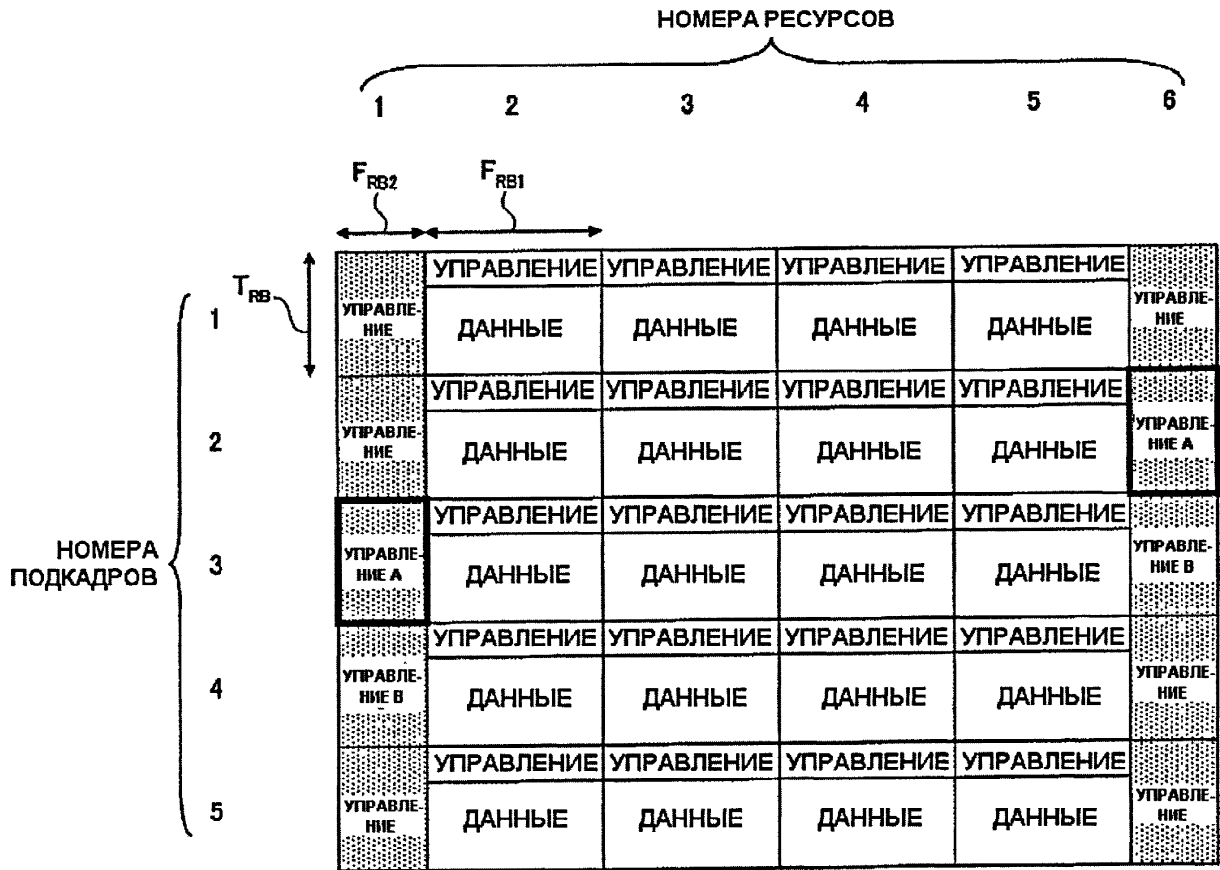 НОМЕРА РЕСУРСОВ
1 2 3 4 5 6
F RB2 F RB1
T RB
УПРАВЛЕНИЕ УПРАВЛЕНИЕ УПРАВЛЕНИЕ УПРАВЛЕНИЕ
1 УПРАВЛЕ- ДАННЫЕ ДАННЫЕ ДАННЫЕ ДАННЫЕ УПРАВЛЕ-
НИЕ НИЕ
УПРАВЛЕНИЕ УПРАВЛЕНИЕ УПРАВЛЕНИЕ УПРАВЛЕНИЕ
2 УПРАВЛЕ- ДАННЫЕ ДАННЫЕ ДАННЫЕ ДАННЫЕ УПРАВЛЕ-
НИЕ НИЕ А
УПРАВЛЕНИЕ УПРАВЛЕНИЕ УПРАВЛЕНИЕ УПРАВЛЕНИЕ
НОМЕРА
ПОДКАДРОВ
3 УПРАВЛЕ- ДАННЫЕ ДАННЫЕ ДАННЫЕ ДАННЫЕ УПРАВЛЕ-
НИЕ А НИЕ В
УПРАВЛЕНИЕ УПРАВЛЕНИЕ УПРАВЛЕНИЕ УПРАВЛЕНИЕ
4 УПРАВЛЕ- ДАННЫЕ ДАННЫЕ ДАННЫЕ ДАННЫЕ УПРАВЛЕ-
НИЕ В НИЕ
УПРАВЛЕНИЕ УПРАВЛЕНИЕ УПРАВЛЕНИЕ УПРАВЛЕНИЕ
5 УПРАВЛЕ- ДАННЫЕ ДАННЫЕ ДАННЫЕ ДАННЫЕ УПРАВЛЕ-
НИЕ НИЕ